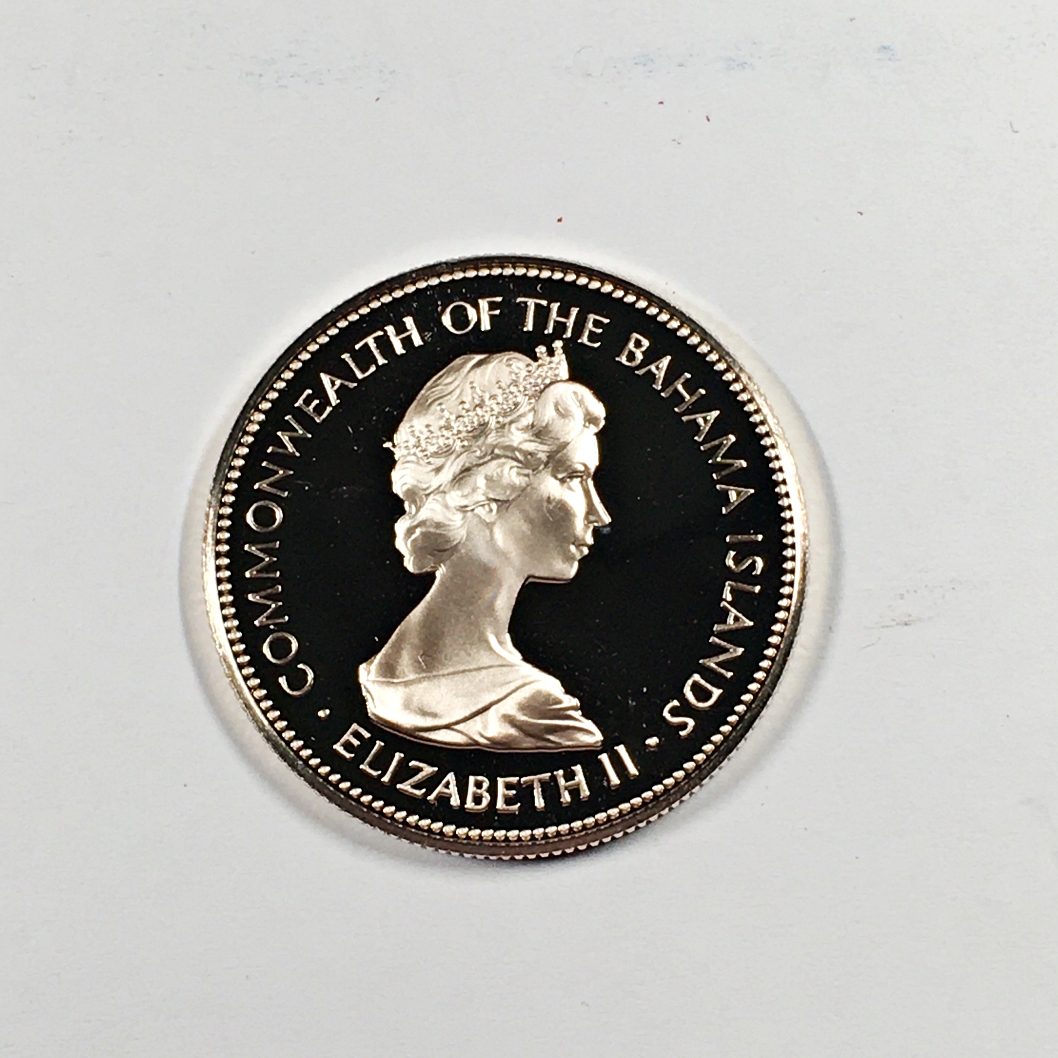 COMMONWEALTH OF THE BAHAMA ISLANDS
· ELIZABETH II ·